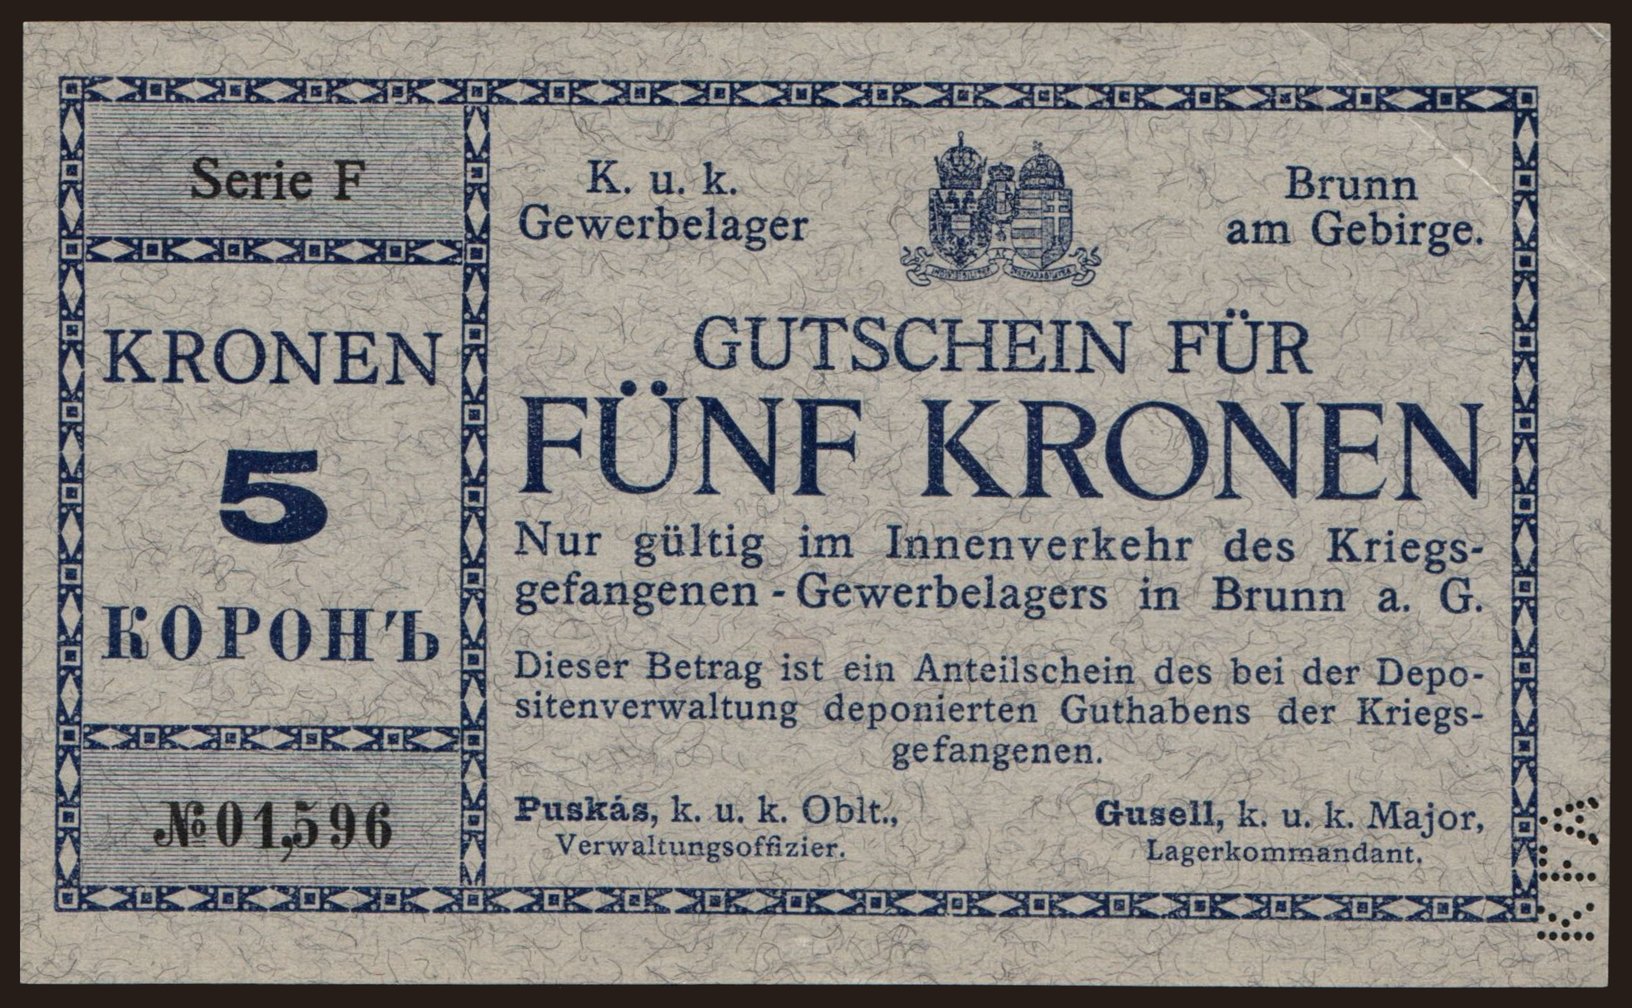 Serie F
KRONEN
5
КОРОНЪ
№ 01,596
K. u. k.
Gewerbelager
Brunn
am Gebirge.
GUTSCHEIN FÜR
FÜNF KRONEN
Nur gültig im Innenverkehr des Kriegs-
gefangenen - Gewerbelagers in Brunn a. G.
Dieser Betrag ist ein Anteilschein des bei der Depo-
sitenverwaltung deponierten Guthabens der Kriegs-
gefangenen.
Puskás, k. u. k. Oblt.,
Verwaltungsoffizier.
Gusell, k. u. k. Major,
Lagerkommandant.